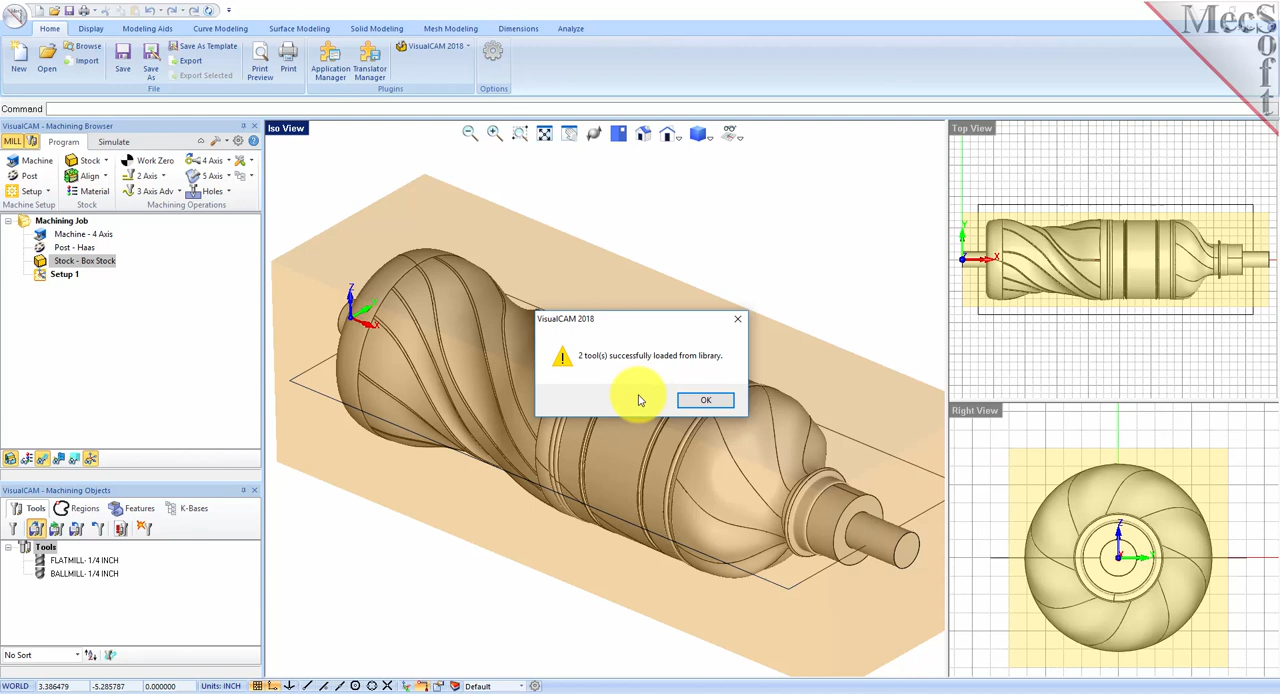 Home Display Modeling Aids Curve Modeling Surface Modeling Solid Modeling Mesh Modeling Dimensions Analyze
New Open Browse Import Save Save As Save As Template Export Export Selected Print Preview Print Application Manager Translator Manager VisualCAM 2018
File Plugins Options
MecSoft
Command
VisualCAM - Machining Browser
MILL Program Simulate
Machine Stock Work Zero 4 Axis
Post Align 2 Axis 5 Axis
Setup Material 3 Axis Adv Holes
Machine Setup Stock Machining Operations
Machining Job
Machine - 4 Axis
Post - Haas
Stock - Box Stock
Setup 1
VisualCAM - Machining Objects
Tools Regions Features K-Bases
Tools
FLATMILL- 1/4 INCH
BALLMILL- 1/4 INCH
No Sort
Iso View
Z
X
VisualCAM 2018
2 tool(s) successfully loaded from library.
OK
Top View
Y
X
Right View
Z
Y
WORLD 3.386479 -5.285787 0.000000 Units: INCH Default